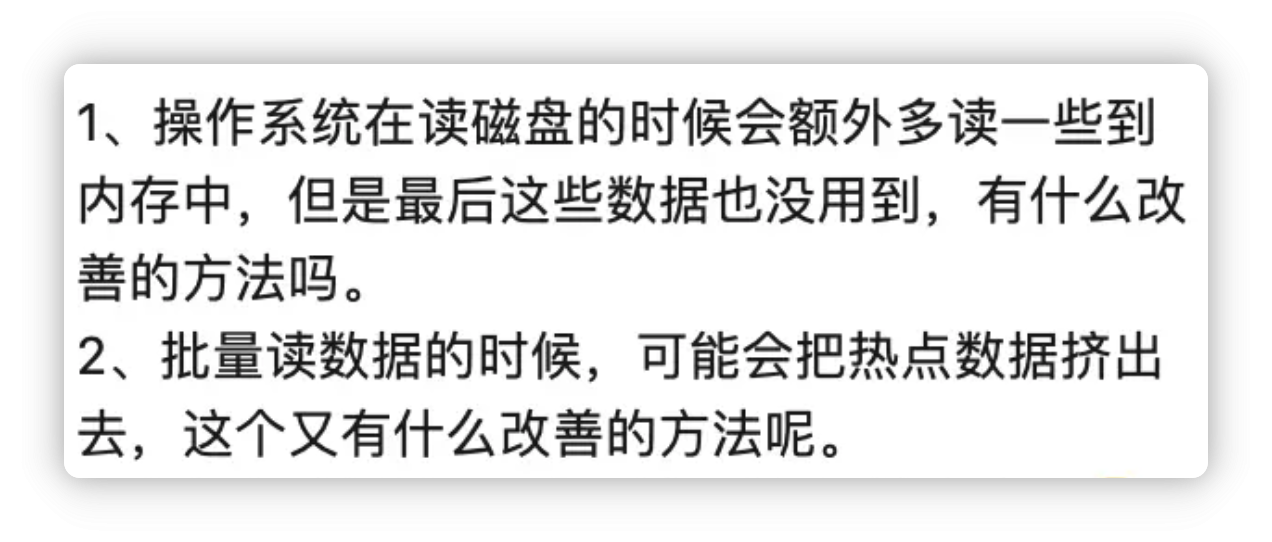 1、操作系统在读磁盘的时候会额外多读一些到
内存中，但是最后这些数据也没用到，有什么改
善的方法吗。
2、批量读数据的时候，可能会把热点数据挤出
去，这个又有什么改善的方法呢。